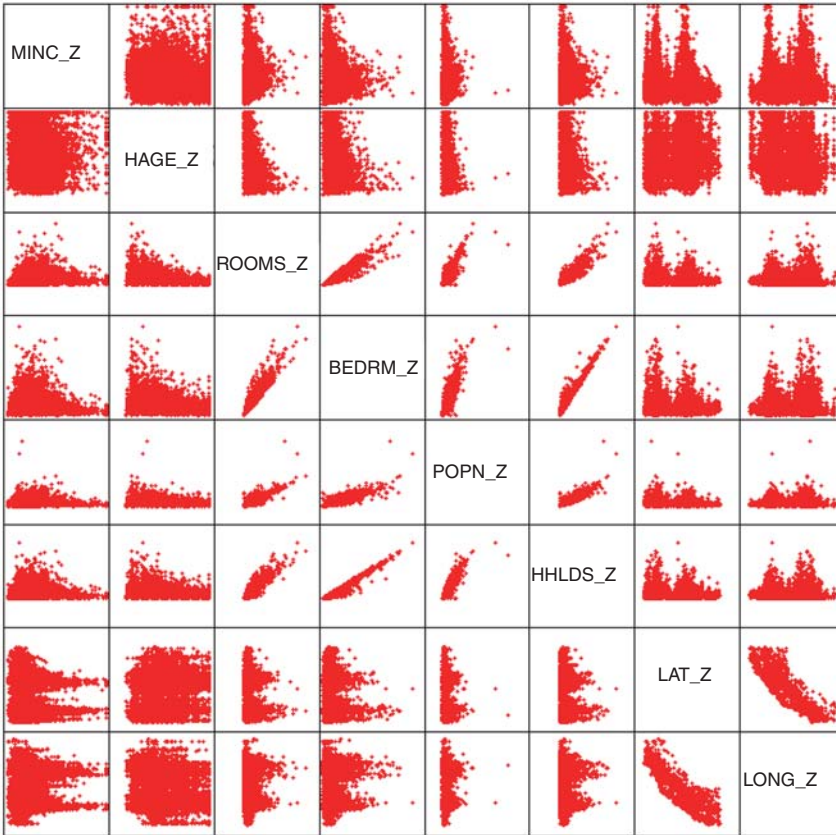 MINC_Z
HAGE_Z
ROOMS_Z
BEDRM_Z
POPN_Z
HHLDS_Z
LAT_Z
LONG_Z